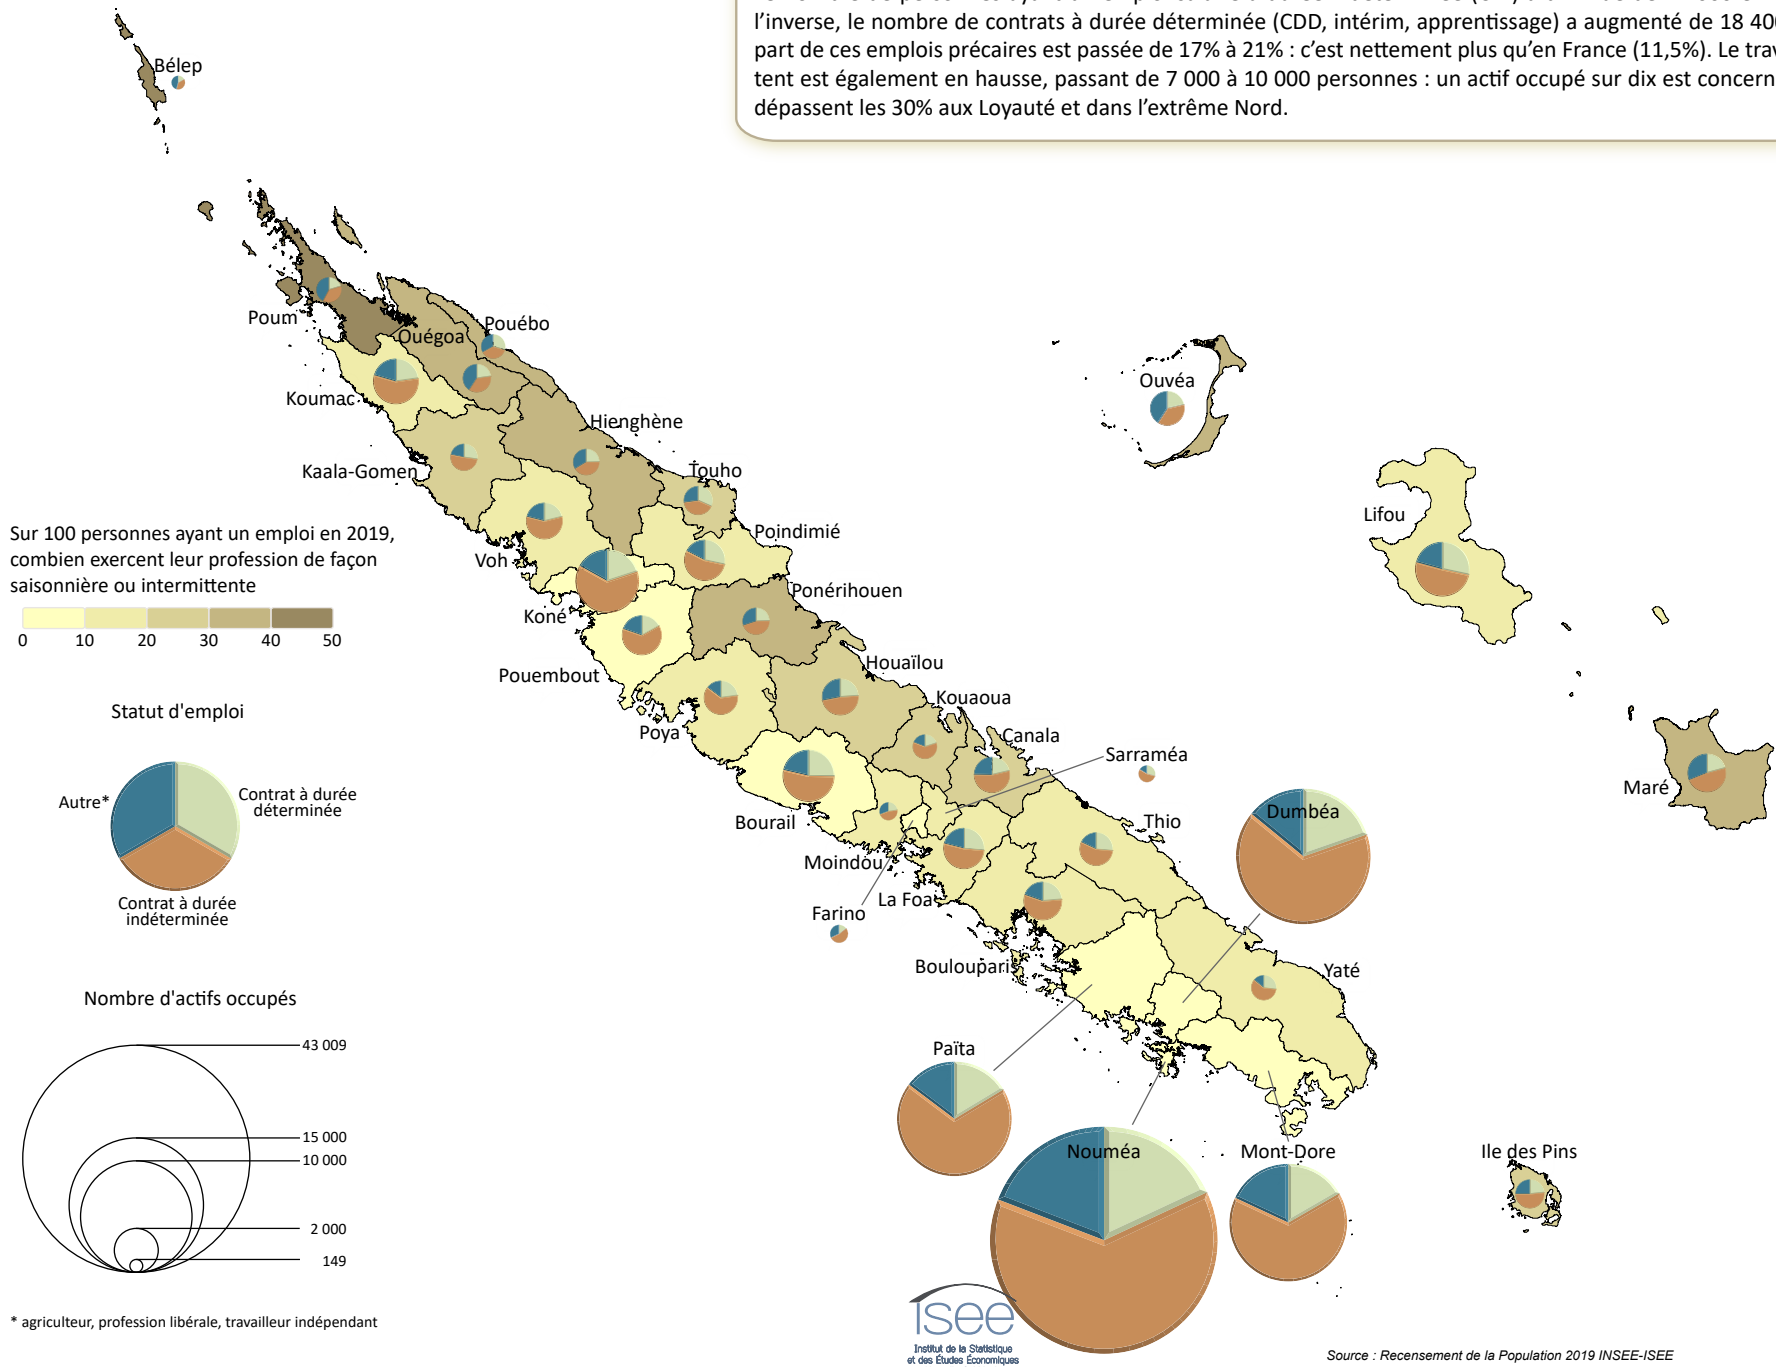 l’inverse, le nombre de contrats à durée déterminée (CDD, intérim, apprentissage) a augmenté de 18 400
part de ces emplois précaires est passée de 17% à 21% : c’est nettement plus qu’en France (11,5%). Le trav
tent est également en hausse, passant de 7 000 à 10 000 personnes : un actif occupé sur dix est concern
dépassent les 30% aux Loyauté et dans l’extrême Nord.
Bélep
Poum
Ouégoa
Pouébo
Koumac
Hienghène
Kaala-Gomen
Touho
Ouvéa
Lifou
Poindimié
Voh
Ponérihouen
Koné
Pouembout
Houaïlou
Kouaoua
Poya
Canala
Sarraméa
Maré
Bourail
Thio
Dumbéa
Moindou
La Foa
Farino
Boulouparis
Yaté
Païta
Nouméa
Mont-Dore
Ile des Pins
Sur 100 personnes ayant un emploi en 2019,
combien exercent leur profession de façon
saisonnière ou intermittente
0 10 20 30 40 50
Statut d'emploi
Autre*
Contrat à durée
déterminée
Contrat à durée
indéterminée
Nombre d'actifs occupés
43 009
15 000
10 000
2 000
149
* agriculteur, profession libérale, travailleur indépendant
isee
Institut de la Statistique
et des Études Économiques
Source : Recensement de la Population 2019 INSEE-ISEE